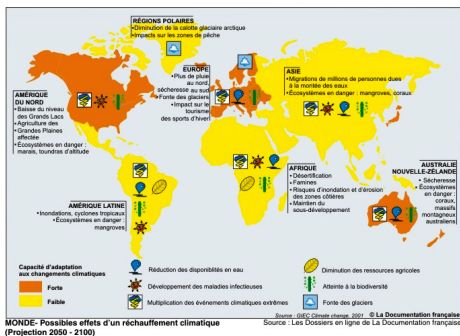 RÉGIONS POLAIRES
•Diminution de la calotte glaciaire arctique
•Impacts sur les zones de pêche
EUROPE
•Plus de pluie
au nord,
sécheresse au sud
•Fonte des glaciers
•Impact sur le
tourisme
des sports d'hiver
ASIE
•Migrations de millions de personnes dues
à la montée des eaux
•Écosystèmes en danger : mangroves, coraux
AMÉRIQUE
DU NORD
•Baisse du niveau
des Grands Lacs
•Agriculture des
Grandes Plaines
affectée
•Écosystèmes en danger :
marais, toundras d'altitude
AFRIQUE
•Désertification
•Famines
•Risques d'inondation et d'érosion
des zones côtières
•Maintien du
sous-développement
AUSTRALIE
NOUVELLE-ZÉLANDE
•Sécheresse
•Écosystèmes
en danger :
coraux,
massifs
montagneux
australiens
AMÉRIQUE LATINE
•Inondations, cyclones tropicaux
•Écosystèmes en danger :
mangroves
Capacité d'adaptation
aux changements climatiques
Forte
Faible
Réduction des disponibilités en eau
Développement des maladies infectieuses
Multiplication des événements climatiques extrêmes
Diminution des ressources agricoles
Atteinte à la biodiversité
Fonte des glaciers
Source : GIEC Climate change, 2001 © La Documentation française
MONDE- Possibles effets d'un réchauffement climatique
(Projection 2050 - 2100)
Source : Les Dossiers en ligne de La Documentation française